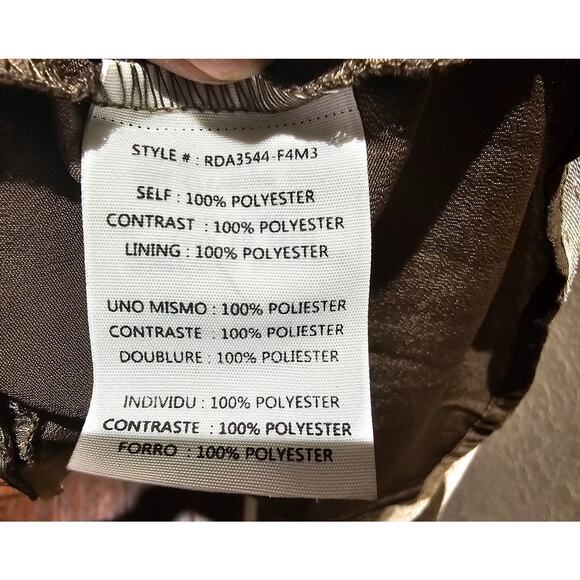 STYLE # : RDA3544-F4M3
SELF : 100% POLYESTER
CONTRAST : 100% POLYESTER
LINING : 100% POLYESTER
UNO MISMO : 100% POLIESTER
CONTRASTE : 100% POLIESTER
DOUBLURE : 100% POLIESTER
INDIVIDU : 100% POLYESTER
CONTRASTE : 100% POLYESTER
FORRO : 100% POLYESTER